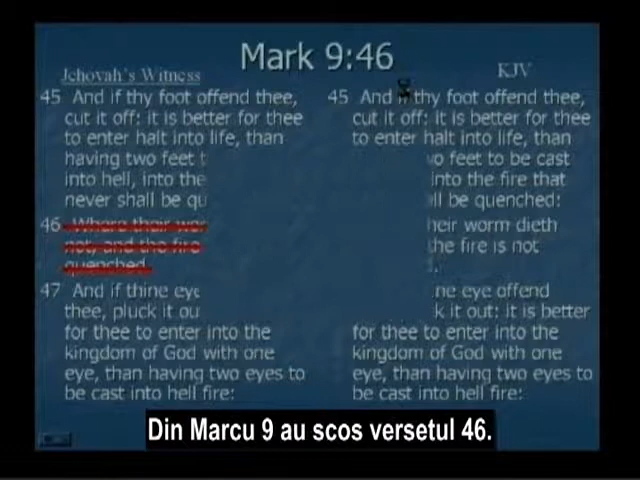 Mark 9:46
Jehovah's Witness
45 And if thy foot offend thee,
cut it off: it is better for thee
to enter halt into life, than
having two feet
into hell, into the
never shall be
46 Where their
not, and the fire
quenched.
47 And if thine eye
thee, pluck it
for thee to enter into the
kingdom of God with one
eye, than having two eyes to
be cast into hell fire:
KJV
45 And if thy foot offend thee,
cut it off: it is better for thee
to enter halt into life, than
feet to be cast
into the fire that
be quenched:
worm dieth
the fire is not
eye offend
it out: it is better
for thee to enter into the
kingdom of God with one
eye, than having two eyes to
be cast into hell fire:
Din Marcu 9 au scos versetul 46.